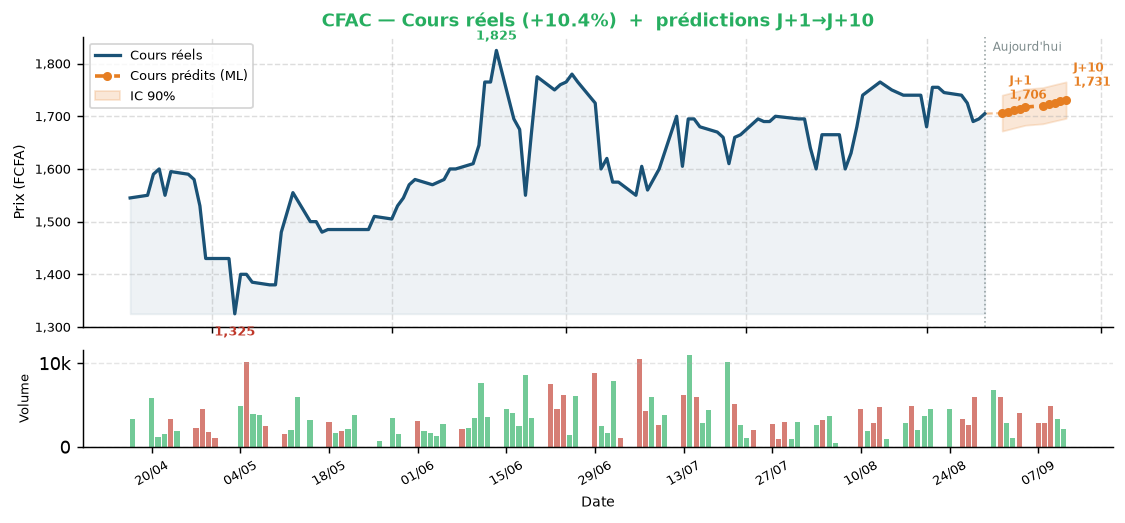 CFAC — Cours réels (+10.4%)  +  prédictions J+1→J+10
1,825
Cours réels
Cours prédits (ML)
IC 90%
Aujourd'hui
J+1
1,706
J+10
1,731
Prix (FCFA)
1,800
1,700
1,600
1,500
1,400
1,300
1,325
Volume
10k
0
20/04
04/05
18/05
01/06
15/06
29/06
13/07
27/07
10/08
24/08
07/09
Date